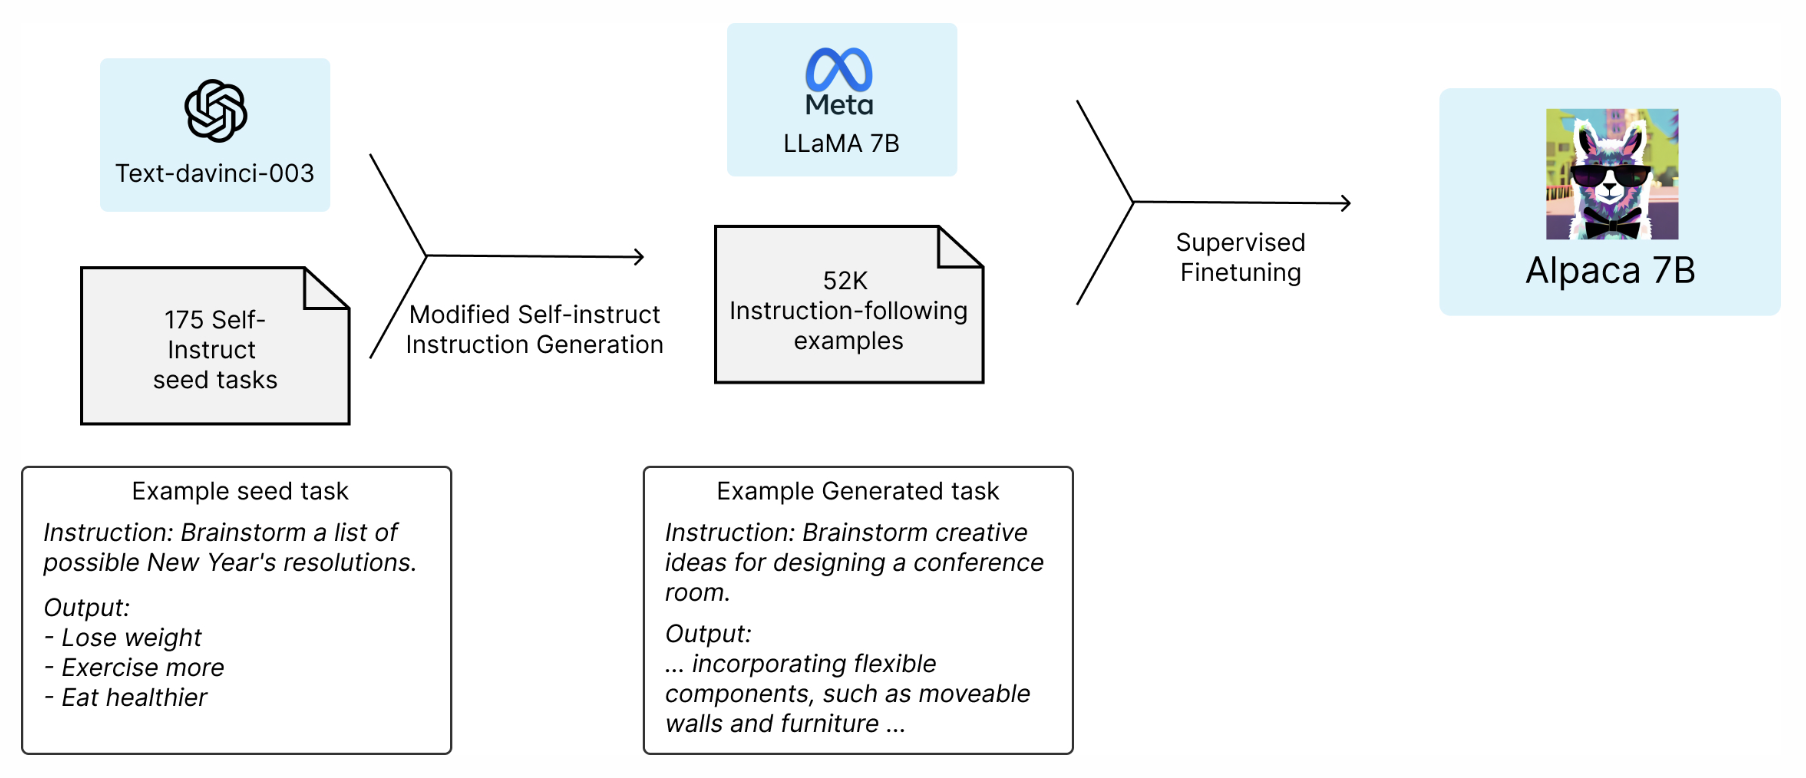 Text-davinci-003
175 Self-
Instruct
seed tasks
Modified Self-instruct
Instruction Generation
Meta
LLaMA 7B
52K
Instruction-following
examples
Supervised
Finetuning
Alpaca 7B
Example seed task
Instruction: Brainstorm a list of
possible New Year's resolutions.
Output:
- Lose weight
- Exercise more
- Eat healthier
Example Generated task
Instruction: Brainstorm creative
ideas for designing a conference
room.
Output:
... incorporating flexible
components, such as moveable
walls and furniture ...